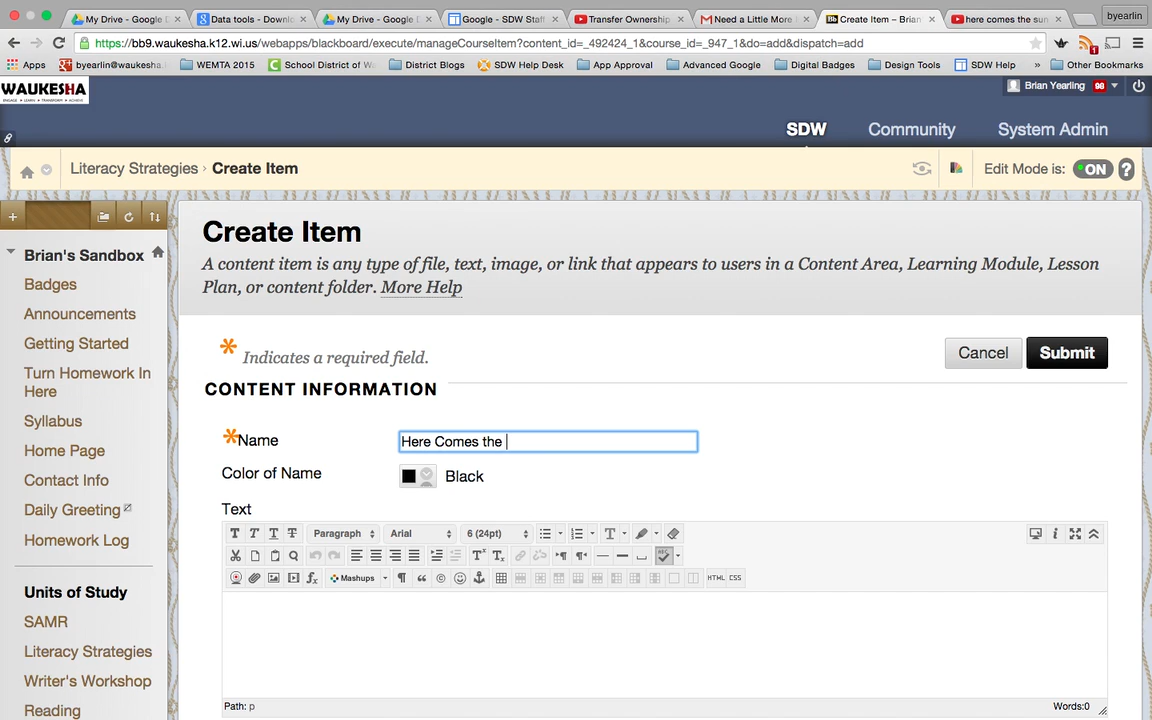 My Drive - Google D
Data tools - Downlo
My Drive - Google D
Google - SDW Staff
Transfer Ownership
Need a Little More
Create Item – Brian
here comes the sun
byearlin
https://bb9.waukesha.k12.wi.us/webapps/blackboard/execute/manageCourseItem?content_id=_492424_1&course_id=_947_1&do=add&dispatch=add
Apps
byearlin@waukesha.
WEMTA 2015
School District of W
District Blogs
SDW Help Desk
App Approval
Advanced Google
Digital Badges
Design Tools
SDW Help
»
Other Bookmarks
WAUKESHA
Brian Yearling 98
SDW
Community
System Admin
Literacy Strategies › Create Item
Edit Mode is: ON ?
Brian's Sandbox
Badges
Announcements
Getting Started
Turn Homework In
Here
Syllabus
Home Page
Contact Info
Daily Greeting
Homework Log
Units of Study
SAMR
Literacy Strategies
Writer's Workshop
Reading
Create Item
A content item is any type of file, text, image, or link that appears to users in a Content Area, Learning Module, Lesson
Plan, or content folder. More Help
* Indicates a required field.
Cancel
Submit
CONTENT INFORMATION
*Name
Here Comes the
Color of Name
Black
Text
T T T T Paragraph Arial 6 (24pt)
Mashups
HTML CSS
Path: p
Words:0